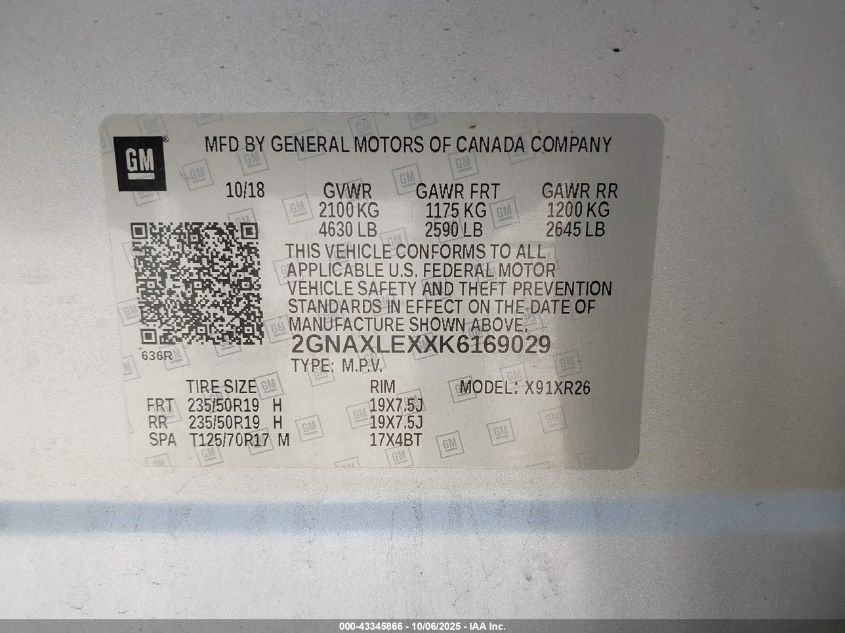 GM
MFD BY GENERAL MOTORS OF CANADA COMPANY
10/18 GVWR GAWR FRT GAWR RR
2100 KG 1175 KG 1200 KG
4630 LB 2590 LB 2645 LB
THIS VEHICLE CONFORMS TO ALL
APPLICABLE U.S. FEDERAL MOTOR
VEHICLE SAFETY AND THEFT PREVENTION
STANDARDS IN EFFECT ON THE DATE OF
MANUFACTURE SHOWN ABOVE.
636R 2GNAXLEXXK6169029
TYPE: M.P.V.
TIRE SIZE RIM MODEL: X91XR26
FRT 235/50R19 H 19X7.5J
RR 235/50R19 H 19X7.5J
SPA T125/70R17 M 17X4BT
000-43345866 - 10/06/2025 - IAA Inc.